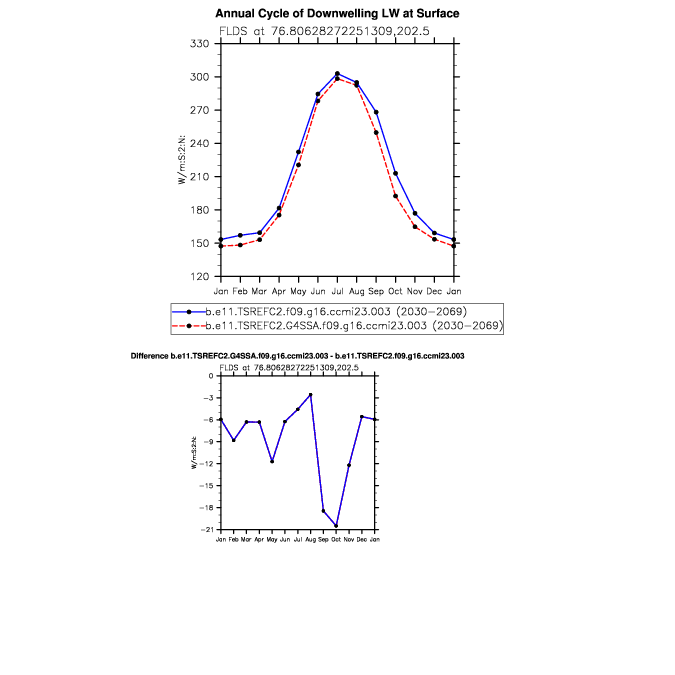 Annual Cycle of Downwelling LW at Surface
FLDS at 76.80628272251309,202.5
330
300
270
240
210
180
150
120
W/m:S:2:N:
Jan Feb Mar Apr May Jun Jul Aug Sep Oct Nov Dec Jan
b.e11.TSREFC2.f09.g16.ccmi23.003 (2030-2069)
b.e11.TSREFC2.G4SSA.f09.g16.ccmi23.003 (2030-2069)
Difference b.e11.TSREFC2.G4SSA.f09.g16.ccmi23.003 - b.e11.TSREFC2.f09.g16.ccmi23.003
FLDS at 76.80628272251309,202.5
0
-3
-6
-9
-12
-15
-18
-21
W/m:S:2:N:
Jan Feb Mar Apr May Jun Jul Aug Sep Oct Nov Dec Jan